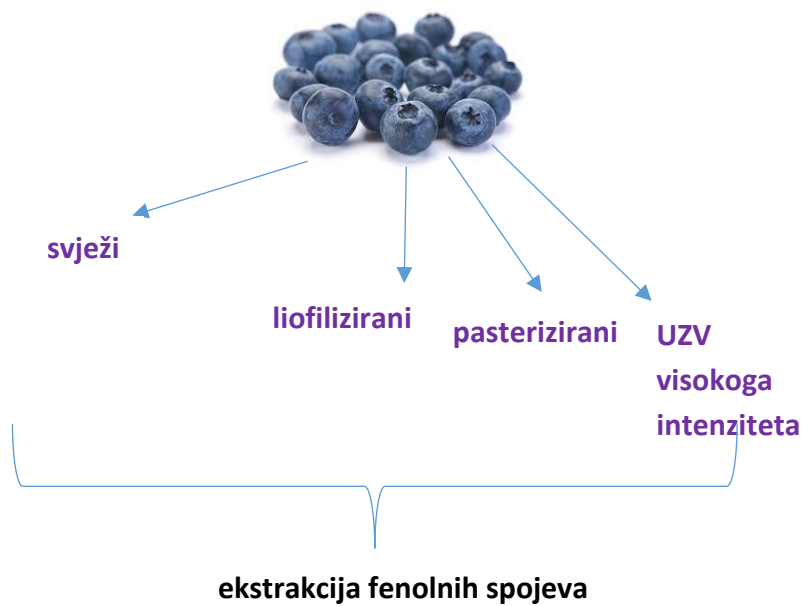 svježi
liofilizirani
pasterizirani
UZV
visokoga
intenziteta
ekstrakcija fenolnih spojeva